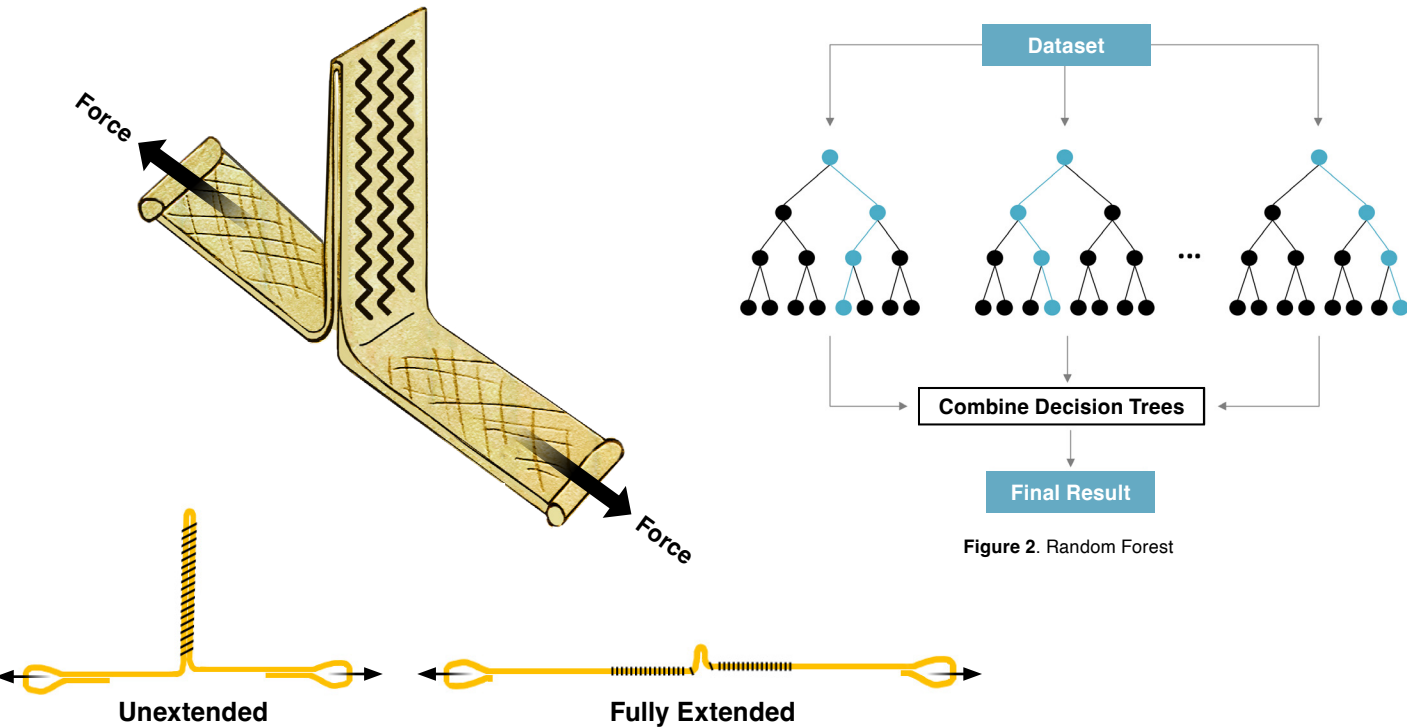 Force
Force
Unextended
Fully Extended
Dataset
...
Combine Decision Trees
Final Result
Figure 2. Random Forest